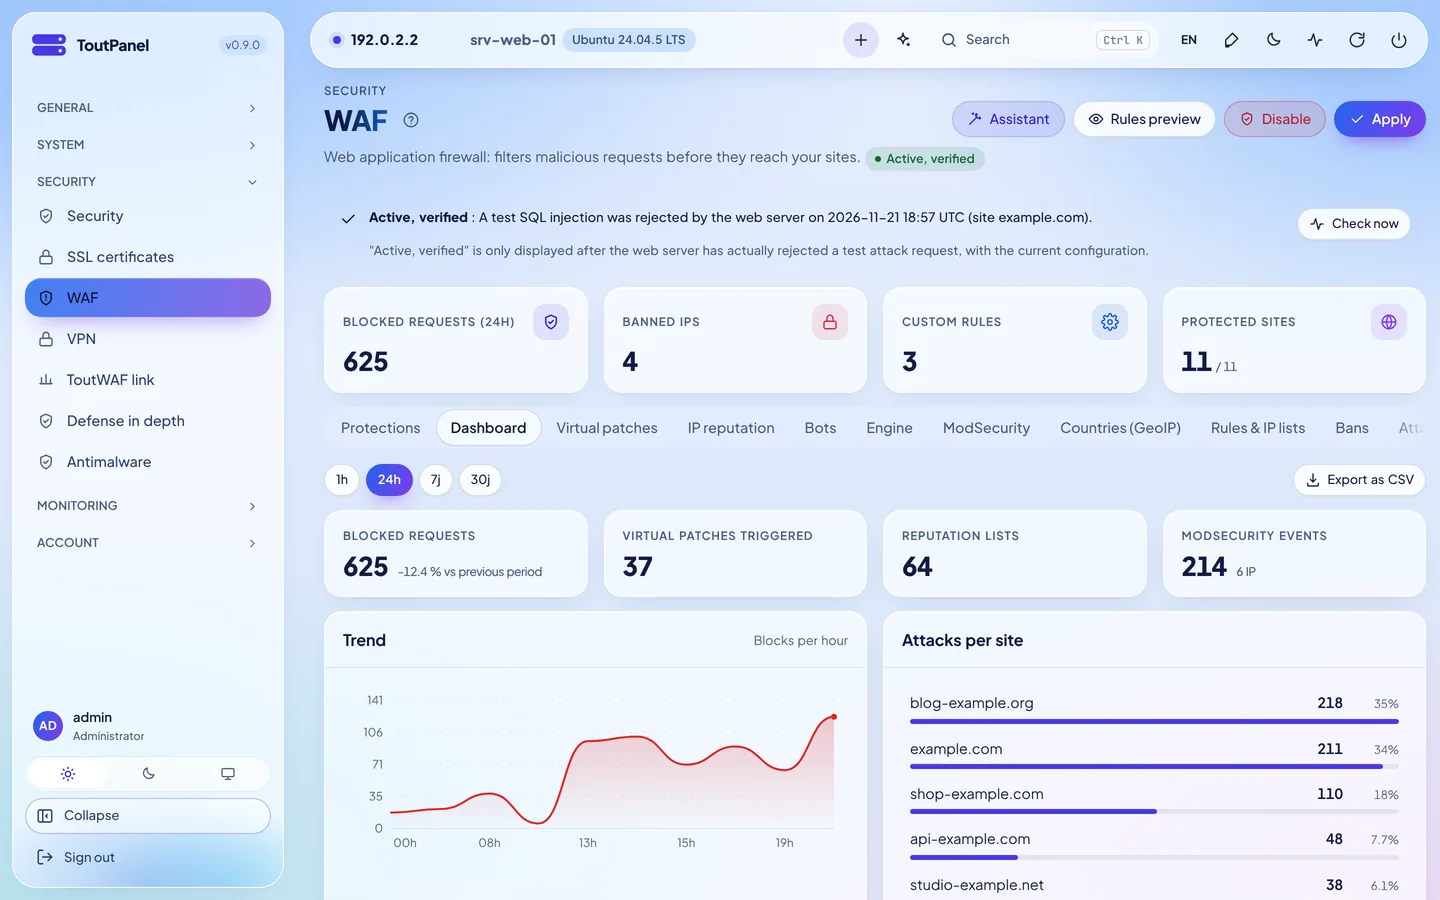 ToutPanel
v0.9.0
GENERAL
SYSTEM
SECURITY
Security
SSL certificates
WAF
VPN
ToutWAF link
Defense in depth
Antimalware
MONITORING
ACCOUNT
AD
admin
Administrator
Collapse
Sign out
192.0.2.2
srv-web-01
Ubuntu 24.04.5 LTS
Search
Ctrl K
EN
SECURITY
WAF
Assistant
Rules preview
Disable
Apply
Web application firewall: filters malicious requests before they reach your sites.
Active, verified
Active, verified : A test SQL injection was rejected by the web server on 2026-11-21 18:57 UTC (site example.com).
"Active, verified" is only displayed after the web server has actually rejected a test attack request, with the current configuration.
Check now
BLOCKED REQUESTS (24H)
625
BANNED IPS
4
CUSTOM RULES
3
PROTECTED SITES
11 / 11
Protections
Dashboard
Virtual patches
IP reputation
Bots
Engine
ModSecurity
Countries (GeoIP)
Rules & IP lists
Bans
1h
24h
7j
30j
Export as CSV
BLOCKED REQUESTS
625 -12.4 % vs previous period
VIRTUAL PATCHES TRIGGERED
37
REPUTATION LISTS
64
MODSECURITY EVENTS
214 6 IP
Trend
Blocks per hour
141
106
71
35
0
00h
08h
13h
15h
19h
Attacks per site
blog-example.org 218 35%
example.com 211 34%
shop-example.com 110 18%
api-example.com 48 7.7%
studio-example.net 38 6.1%